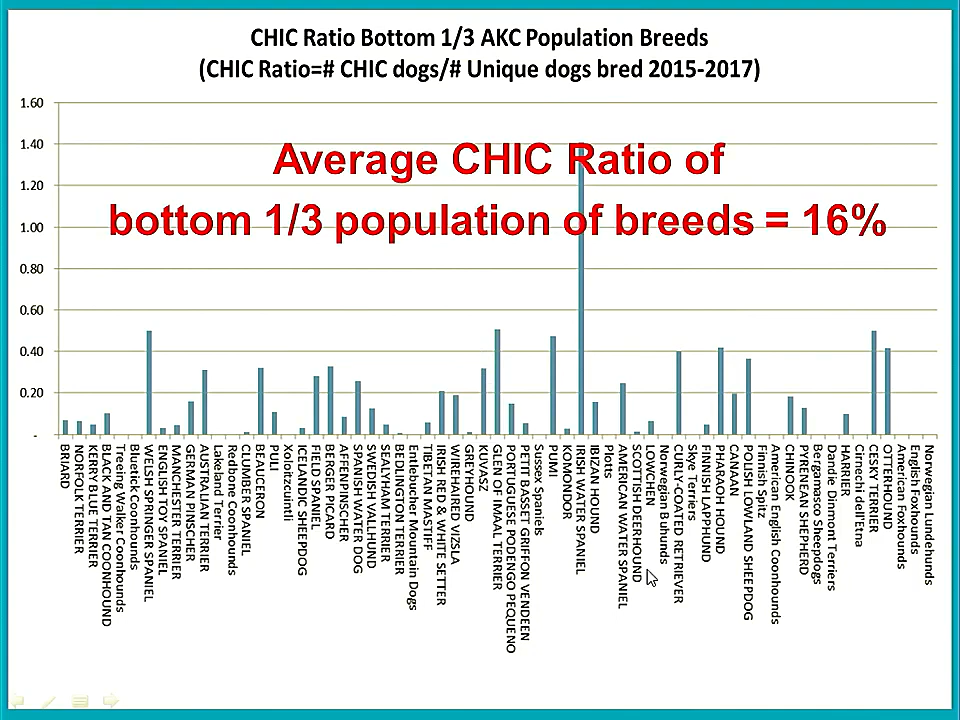 CHIC Ratio Bottom 1/3 AKC Population Breeds
(CHIC Ratio=# CHIC dogs/# Unique dogs bred 2015-2017)
Average CHIC Ratio of
bottom 1/3 population of breeds = 16%
1.60
1.40
1.20
1.00
0.80
0.60
0.40
0.20
-
BRIARD
NORFOLK TERRIER
KERRY BLUE TERRIER
BLACK AND TAN COONHOUND
Treeing Walker Coonhounds
Bluetick Coonhounds
WELSH SPRINGER SPANIEL
ENGLISH TOY SPANIEL
MANCHESTER TERRIER
GERMAN PINSCHER
AUSTRALIAN TERRIER
Lakeland Terrier
Redbone Coonhounds
CLUMBER SPANIEL
BEAUCERON
PULI
Xoloitzcuintli
ICELANDIC SHEEPDOG
FIELD SPANIEL
BERGER PICARD
AFFENPINSCHER
SPANISH WATER DOG
SWEDISH VALLHUND
SEALYHAM TERRIER
BEDLINGTON TERRIER
Entlebucher Mountain Dogs
TIBETAN MASTIFF
IRISH RED & WHITE SETTER
WIREHAIRED VIZSLA
GREYHOUND
KUVASZ
GLEN OF IMAAL TERRIER
PORTUGUESE PODENGO PEQUENO
PETIT BASSET GRIFFON VENDEEN
Sussex Spaniels
PUMI
KOMONDOR
IRISH WATER SPANIEL
IBIZAN HOUND
Plotts
AMERICAN WATER SPANIEL
SCOTTISH DEERHOUND
LOWCHEN
Norwegian Buhunds
CURLY-COATED RETRIEVER
Skye Terriers
FINNISH LAPPHUND
PHARAOH HOUND
CANAAN
POLISH LOWLAND SHEEPDOG
Finnish Spitz
American English Coonhounds
CHINOOK
PYRENEAN SHEPHERD
Bergamasco Sheepdogs
Dandie Dinmont Terriers
HARRIER
Cirnechi dell'Etna
CESKY TERRIER
OTTERHOUND
American Foxhounds
English Foxhounds
Norwegian Lundehunds